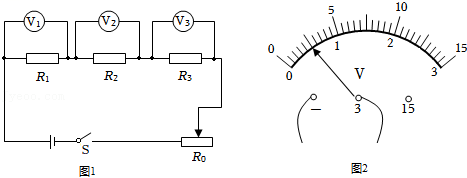 V₁ V₂ V₃
R₁ R₂ R₃
S R₀
图1
0 5 10 15
0 1 2 3
V
— 3 15
图2